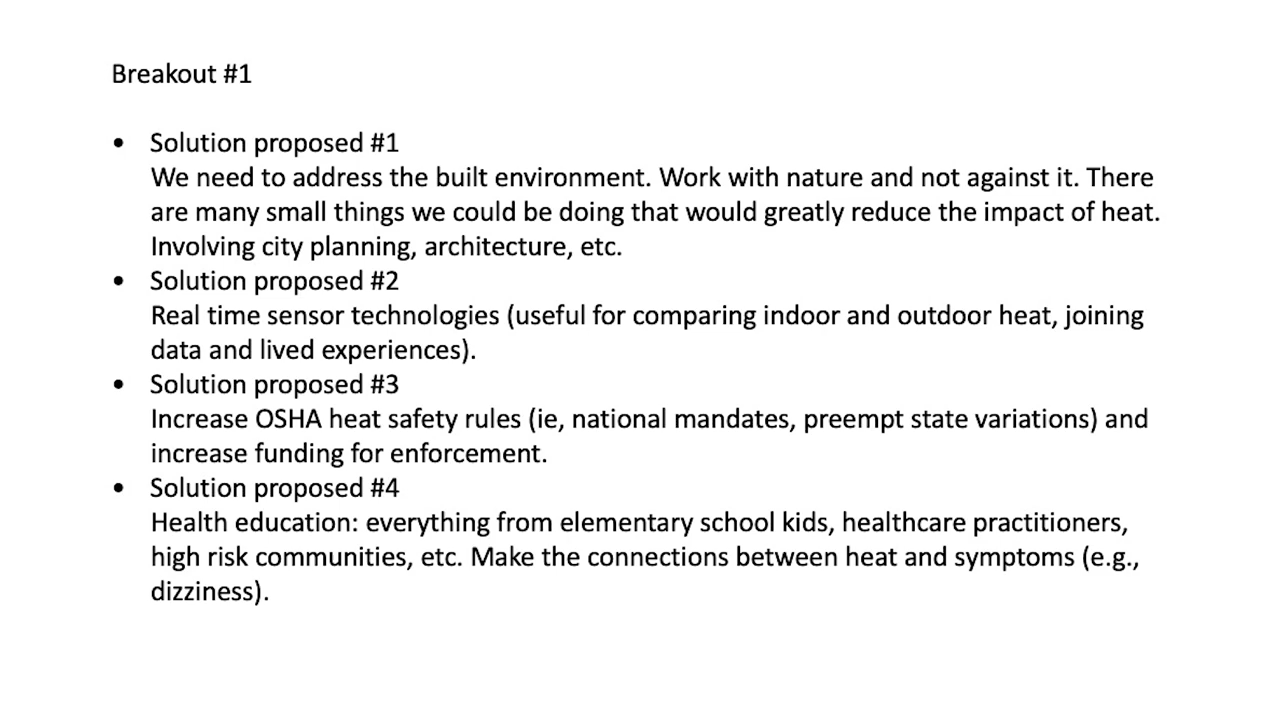 Breakout #1
• Solution proposed #1
We need to address the built environment. Work with nature and not against it. There
are many small things we could be doing that would greatly reduce the impact of heat.
Involving city planning, architecture, etc.
• Solution proposed #2
Real time sensor technologies (useful for comparing indoor and outdoor heat, joining
data and lived experiences).
• Solution proposed #3
Increase OSHA heat safety rules (ie, national mandates, preempt state variations) and
increase funding for enforcement.
• Solution proposed #4
Health education: everything from elementary school kids, healthcare practitioners,
high risk communities, etc. Make the connections between heat and symptoms (e.g.,
dizziness).